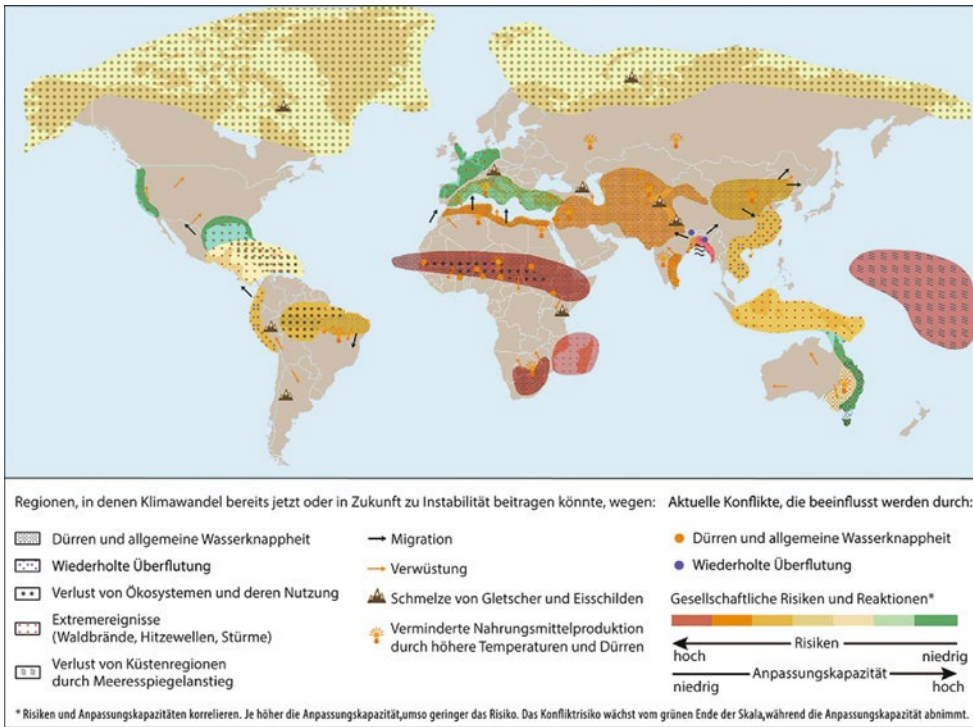 Regionen, in denen Klimawandel bereits jetzt oder in Zukunft zu Instabilität beitragen könnte, wegen:
Dürren und allgemeine Wasserknappheit
Wiederholte Überflutung
Verlust von Ökosystemen und deren Nutzung
Extremereignisse
(Waldbrände, Hitzewellen, Stürme)
Verlust von Küstenregionen
durch Meeresspiegelanstieg
Migration
Verwüstung
Schmelze von Gletscher und Eisschilden
Verminderte Nahrungsmittelproduktion
durch höhere Temperaturen und Dürren
Aktuelle Konflikte, die beeinflusst werden durch:
Dürren und allgemeine Wasserknappheit
Wiederholte Überflutung
Gesellschaftliche Risiken und Reaktionen*
Risiken
hoch niedrig
Anpassungskapazität
niedrig hoch
* Risiken und Anpassungskapazitäten korrelieren. Je höher die Anpassungskapazität,umso geringer das Risiko. Das Konfliktrisiko wächst vom grünen Ende der Skala,während die Anpassungskapazität abnimmt.